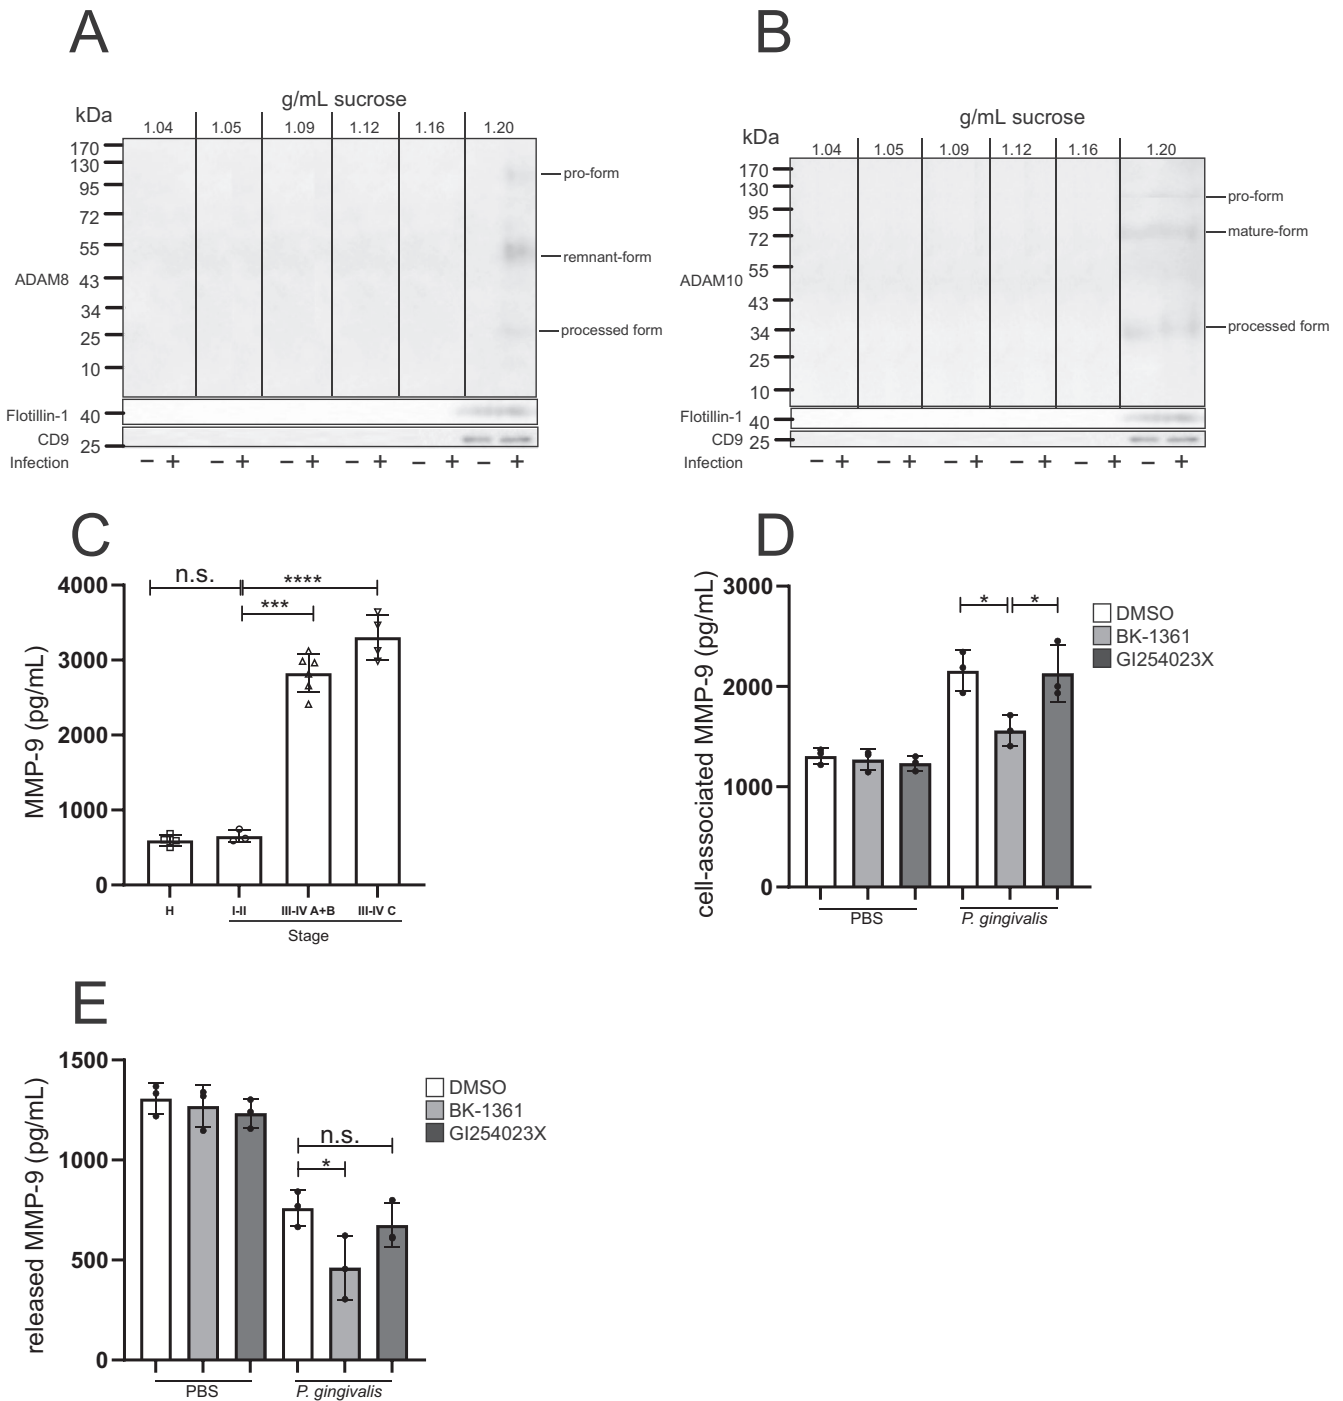 A
g/mL sucrose
kDa
1.04 1.05 1.09 1.12 1.16 1.20
170
130
95
72
55
43
34
25
10
ADAM8
pro-form
remnant-form
processed form
Flotillin-1 40
CD9 25
Infection − + − + − + − + − + − +
B
g/mL sucrose
kDa
1.04 1.05 1.09 1.12 1.16 1.20
170
130
95
72
55
43
34
25
10
ADAM10
pro-form
mature-form
processed form
Flotillin-1 40
CD9 25
Infection − + − + − + − + − + − +
C
MMP-9 (pg/mL)
4000
3000
2000
1000
0
n.s. ****
***
H I-II III-IV A+B III-IV C
Stage
D
cell-associated MMP-9 (pg/mL)
3000
2000
1000
0
* *
DMSO
BK-1361
GI254023X
PBS P. gingivalis
E
released MMP-9 (pg/mL)
1500
1000
500
0
n.s.
*
DMSO
BK-1361
GI254023X
PBS P. gingivalis